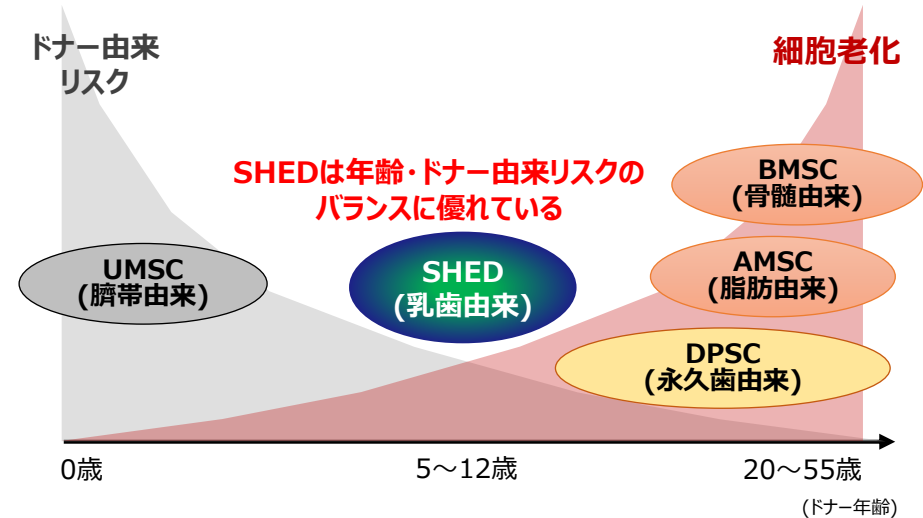 ドナー由来
リスク
細胞老化
SHEDは年齢・ドナー由来リスクの
バランスに優れている
BMSC
(骨髄由来)
UMSC
(臍帯由来)
SHED
(乳歯由来)
AMSC
(脂肪由来)
DPSC
(永久歯由来)
0歳
5～12歳
20～55歳
(ドナー年齢)